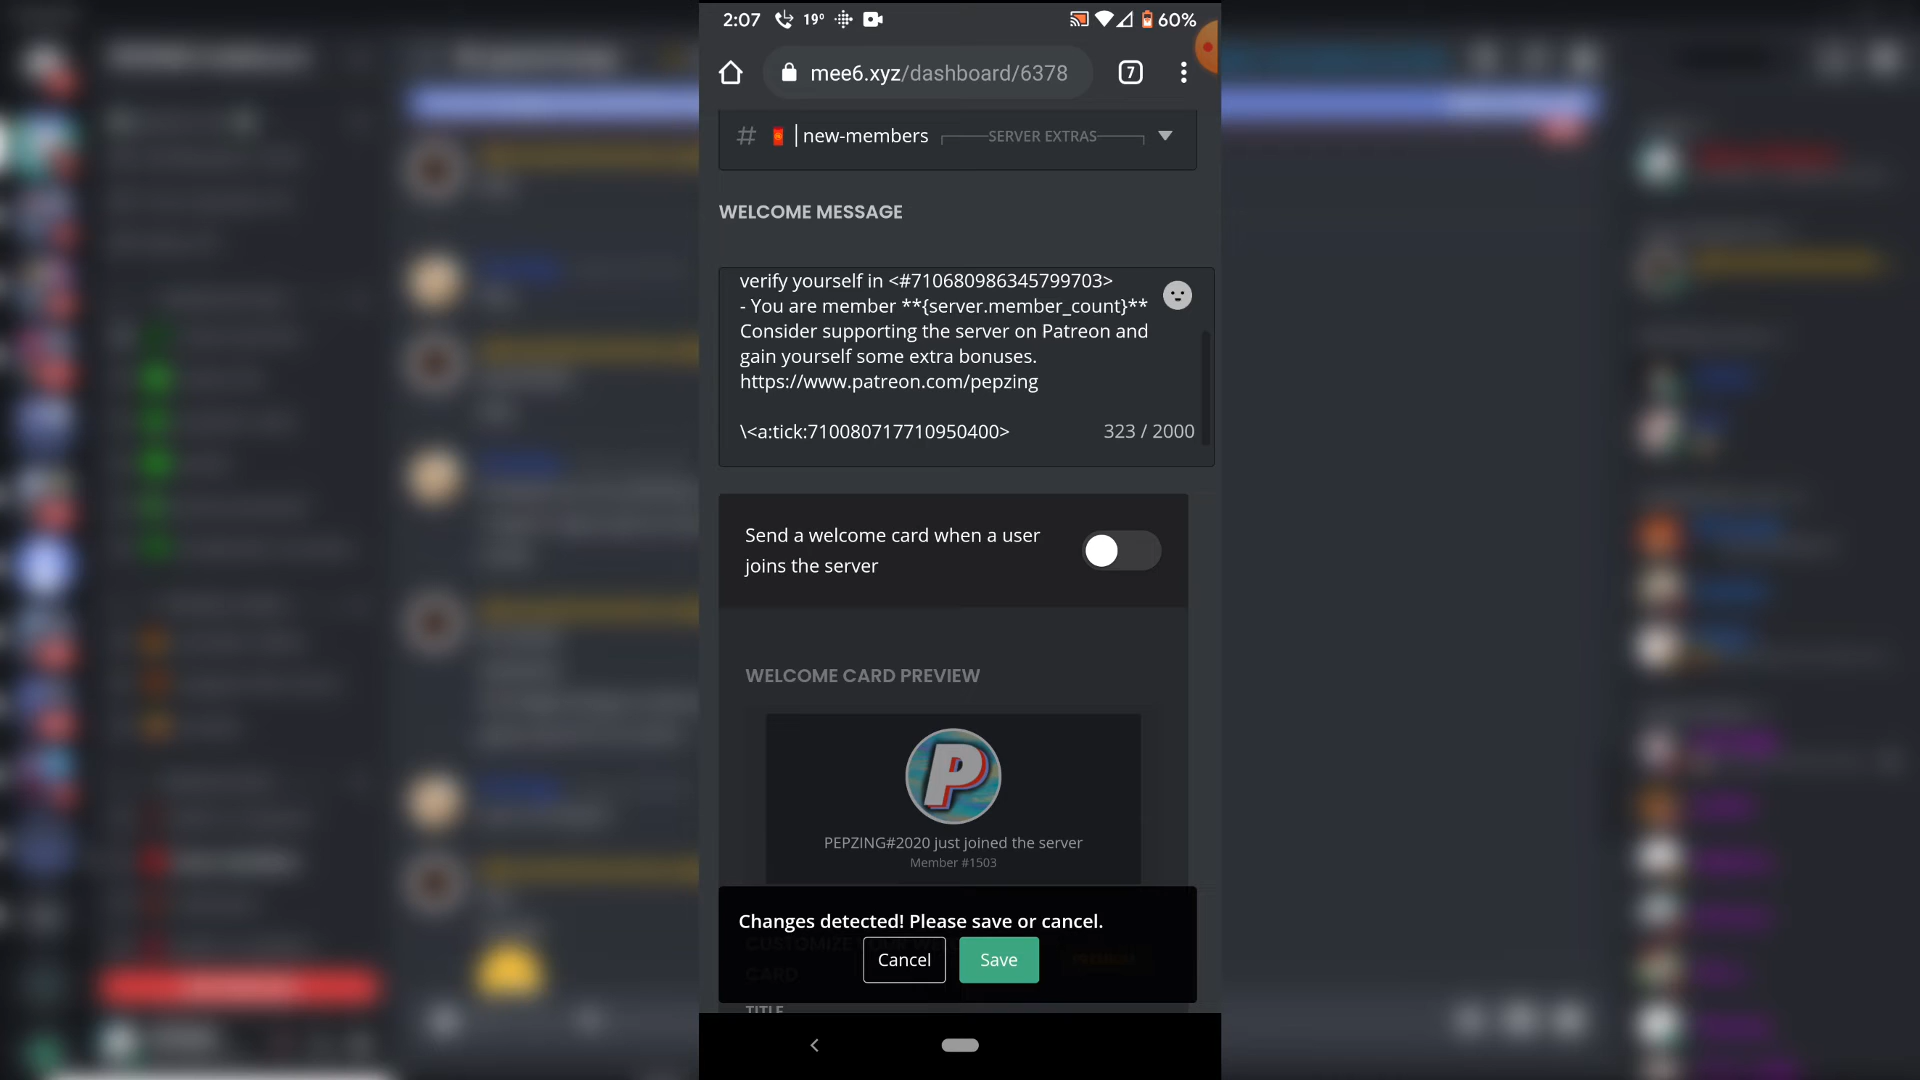 2:07 19° 60%
mee6.xyz/dashboard/6378 7
# | new-members SERVER EXTRAS
WELCOME MESSAGE
verify yourself in <#710680986345799703>
- You are member **{server.member_count}**
Consider supporting the server on Patreon and
gain yourself some extra bonuses.
https://www.patreon.com/pepzing
\<a:tick:710080717710950400> 323 / 2000
Send a welcome card when a user
joins the server
WELCOME CARD PREVIEW
P
PEPZING#2020 just joined the server
Member #1503
Changes detected! Please save or cancel.
CUSTOMIZE
CARD
Cancel Save
TITLE